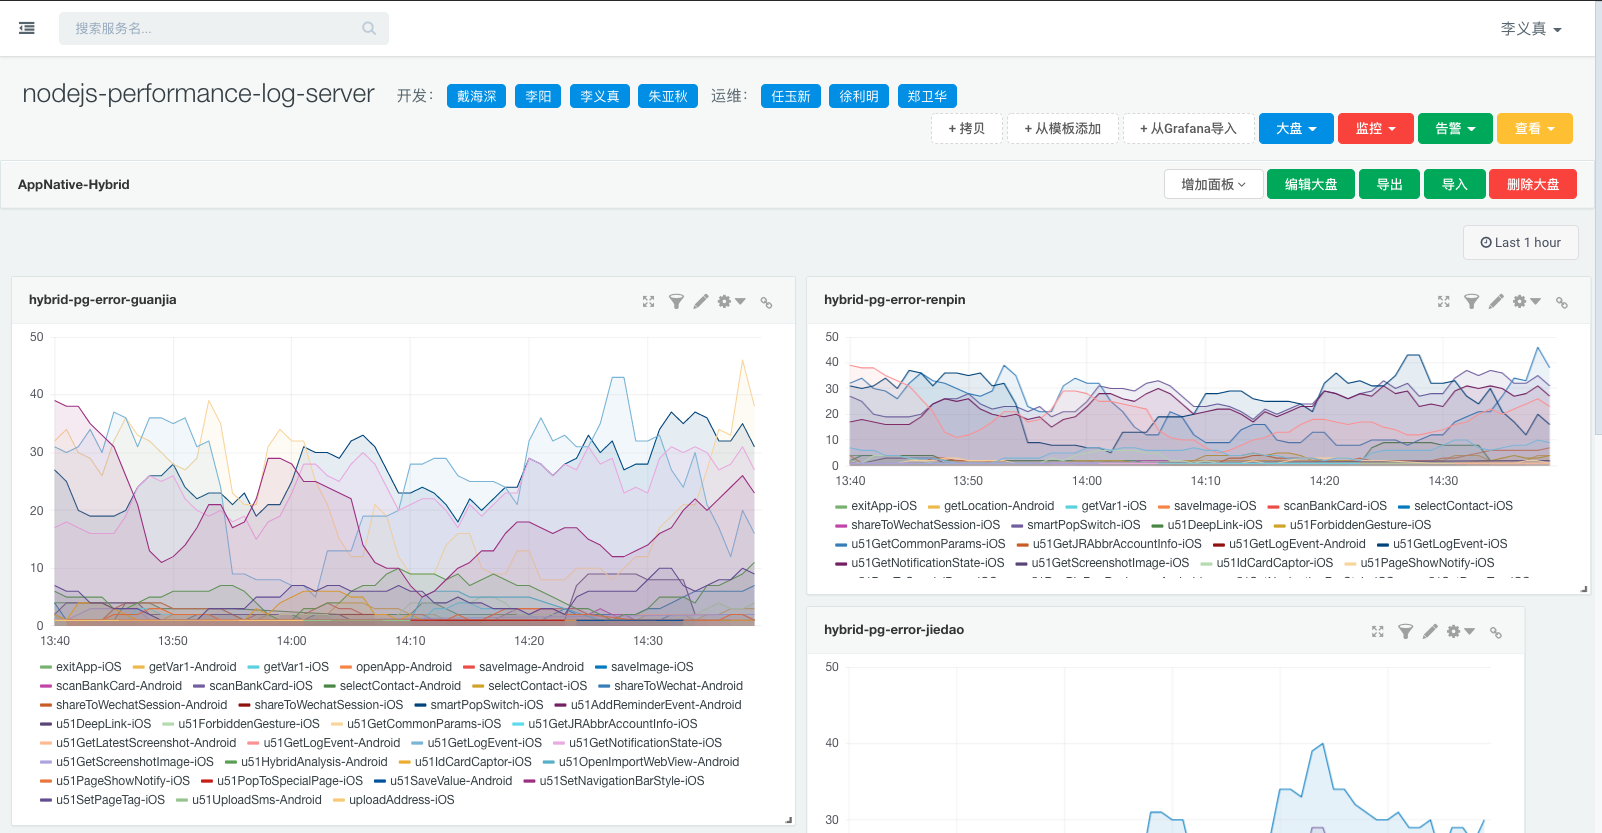 搜索服务名...
李义真
nodejs-performance-log-server 开发： 戴海深 李阳 李义真 朱亚秋 运维： 任玉新 徐利明 郑卫华
+ 拷贝 + 从模板添加 + 从Grafana导入 大盘 监控 告警 查看
AppNative-Hybrid 增加面板 编辑大盘 导出 导入 删除大盘
Last 1 hour
hybrid-pg-error-guanjia
50
40
30
20
10
0
13:40 13:50 14:00 14:10 14:20 14:30
exitApp-iOS getVar1-Android getVar1-iOS openApp-Android saveImage-Android saveImage-iOS
scanBankCard-Android scanBankCard-iOS selectContact-Android selectContact-iOS shareToWechat-Android
shareToWechatSession-Android shareToWechatSession-iOS smartPopSwitch-iOS u51AddReminderEvent-Android
u51DeepLink-iOS u51ForbiddenGesture-iOS u51GetCommonParams-iOS u51GetJRAbbrAccountInfo-iOS
u51GetLatestScreenshot-Android u51GetLogEvent-Android u51GetLogEvent-iOS u51GetNotificationState-iOS
u51GetScreenshotImage-iOS u51HybridAnalysis-Android u51IdCardCaptor-iOS u51OpenImportWebView-Android
u51PageShowNotify-iOS u51PopToSpecialPage-iOS u51SaveValue-Android u51SetNavigationBarStyle-iOS
u51SetPageTag-iOS u51UploadSms-Android uploadAddress-iOS
hybrid-pg-error-renpin
50
40
30
20
10
0
13:40 13:50 14:00 14:10 14:20 14:30
exitApp-iOS getLocation-Android getVar1-iOS saveImage-iOS scanBankCard-iOS selectContact-iOS
shareToWechatSession-iOS smartPopSwitch-iOS u51DeepLink-iOS u51ForbiddenGesture-iOS
u51GetCommonParams-iOS u51GetJRAbbrAccountInfo-iOS u51GetLogEvent-Android u51GetLogEvent-iOS
u51GetNotificationState-iOS u51GetScreenshotImage-iOS u51IdCardCaptor-iOS u51PageShowNotify-iOS
hybrid-pg-error-jiedao
50
40
30